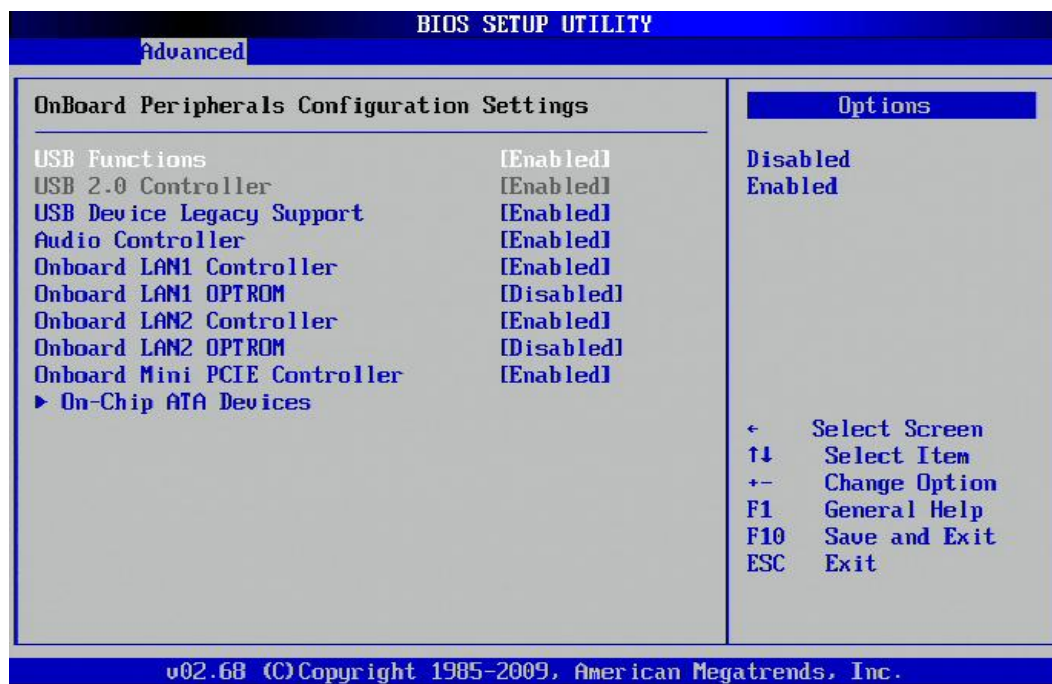 BIOS SETUP UTILITY
Advanced
OnBoard Peripherals Configuration Settings
USB Functions [Enabled]
USB 2.0 Controller [Enabled]
USB Device Legacy Support [Enabled]
Audio Controller [Enabled]
Onboard LAN1 Controller [Enabled]
Onboard LAN1 OPTROM [Disabled]
Onboard LAN2 Controller [Enabled]
Onboard LAN2 OPTROM [Disabled]
Onboard Mini PCIE Controller [Enabled]
▶ On-Chip ATA Devices
Options
Disabled
Enabled
← Select Screen
↑↓ Select Item
+- Change Option
F1 General Help
F10 Save and Exit
ESC Exit
v02.68 (C)Copyright 1985-2009, American Megatrends, Inc.